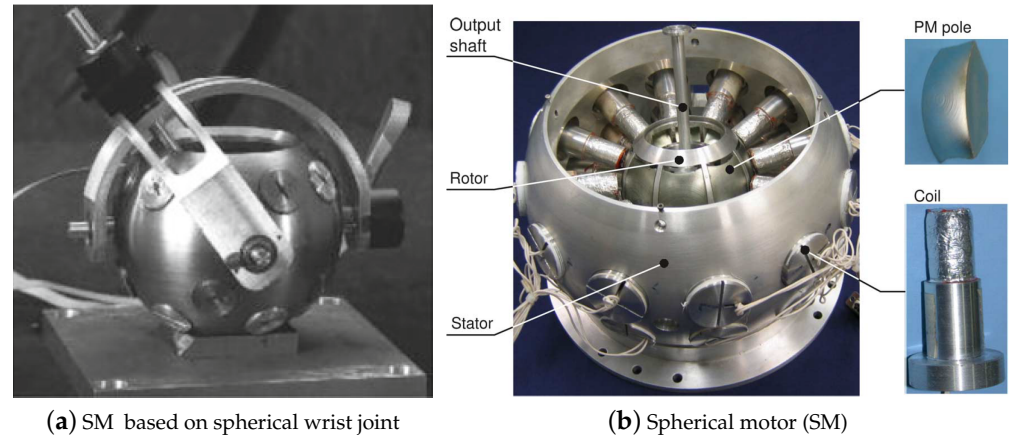 Output
shaft
PM pole
Rotor
Coil
Stator
(a) SM based on spherical wrist joint
(b) Spherical motor (SM)